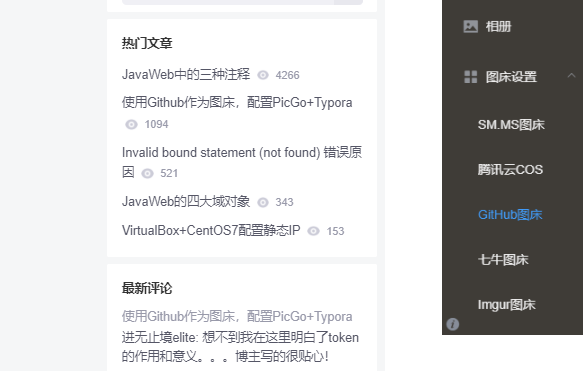 热门文章
JavaWeb中的三种注释 4266
使用Github作为图床，配置PicGo+Typora
1094
Invalid bound statement (not found) 错误原
因 521
JavaWeb的四大域对象 343
VirtualBox+CentOS7配置静态IP 153
最新评论
使用Github作为图床，配置PicGo+Typora
进无止境elite: 想不到我在这里明白了token
的作用和意义。。。博主写的很贴心！
相册
图床设置
SM.MS图床
腾讯云COS
GitHub图床
七牛图床
Imgur图床